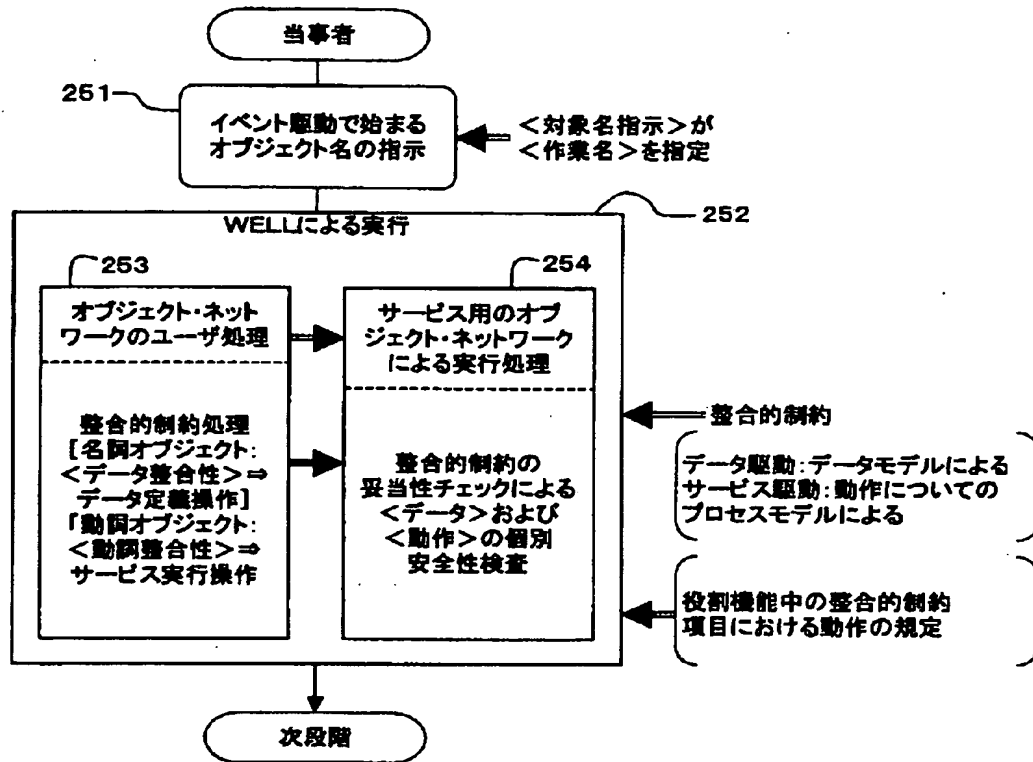 当事者
251
イベント駆動で始まる
オブジェクト名の指示
<対象名指示>が
<作業名>を指定
252
WELLによる実行
253
オブジェクト・ネット
ワークのユーザ処理
整合的制約処理
[名詞オブジェクト:
<データ整合性>⇒
データ定義操作]
「動詞オブジェクト:
<動詞整合性>⇒
サービス実行操作
254
サービス用のオブ
ジェクト・ネットワーク
による実行処理
整合的制約の
妥当性チェックによる
<データ>および
<動作>の個別
安全性検査
整合的制約
データ駆動:データモデルによる
サービス駆動:動作についての
プロセスモデルによる
役割機能中の整合的制約
項目における動作の規定
次段階